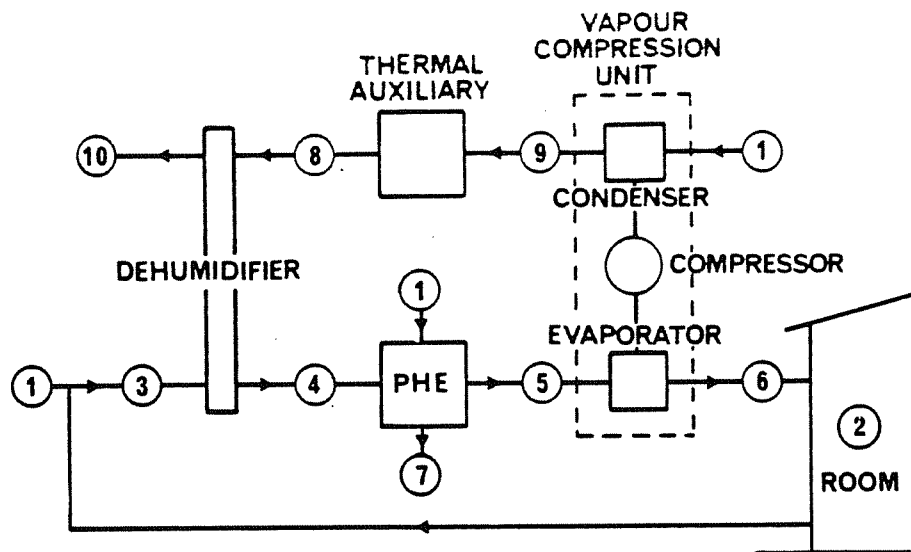 VAPOUR
COMPRESSION
UNIT
THERMAL
AUXILIARY
10
8
9
1
CONDENSER
DEHUMIDIFIER
COMPRESSOR
1
EVAPORATOR
1
3
4
PHE
5
6
2
7
ROOM